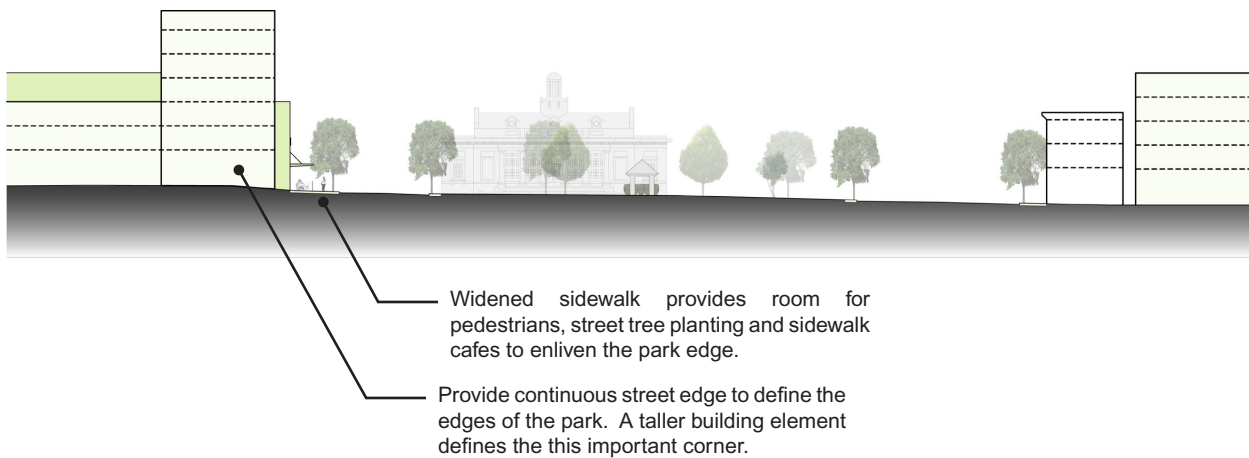 Widened sidewalk provides room for
pedestrians, street tree planting and sidewalk
cafes to enliven the park edge.
Provide continuous street edge to define the
edges of the park. A taller building element
defines the this important corner.